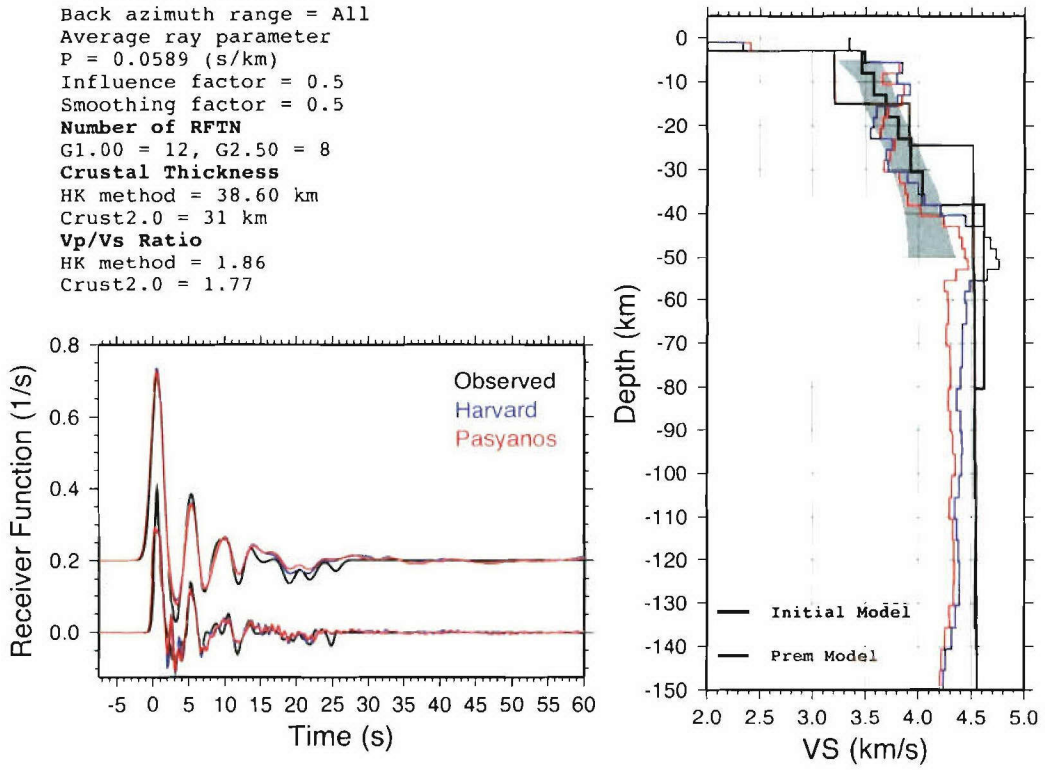 Back azimuth range = All
Average ray parameter
P = 0.0589 (s/km)
Influence factor = 0.5
Smoothing factor = 0.5
Number of RFTN
G1.00 = 12, G2.50 = 8
Crustal Thickness
HK method = 38.60 km
Crust2.0 = 31 km
Vp/Vs Ratio
HK method = 1.86
Crust2.0 = 1.77
0.8
0.6
0.4
0.2
0.0
Receiver Function (1/s)
Observed
Harvard
Pasyanos
-5 0 5 10 15 20 25 30 35 40 45 50 55 60
Time (s)
0
-10
-20
-30
-40
-50
-60
-70
-80
-90
-100
-110
-120
-130
-140
-150
Depth (km)
Initial Model
Prem Model
2.0 2.5 3.0 3.5 4.0 4.5 5.0
VS (km/s)